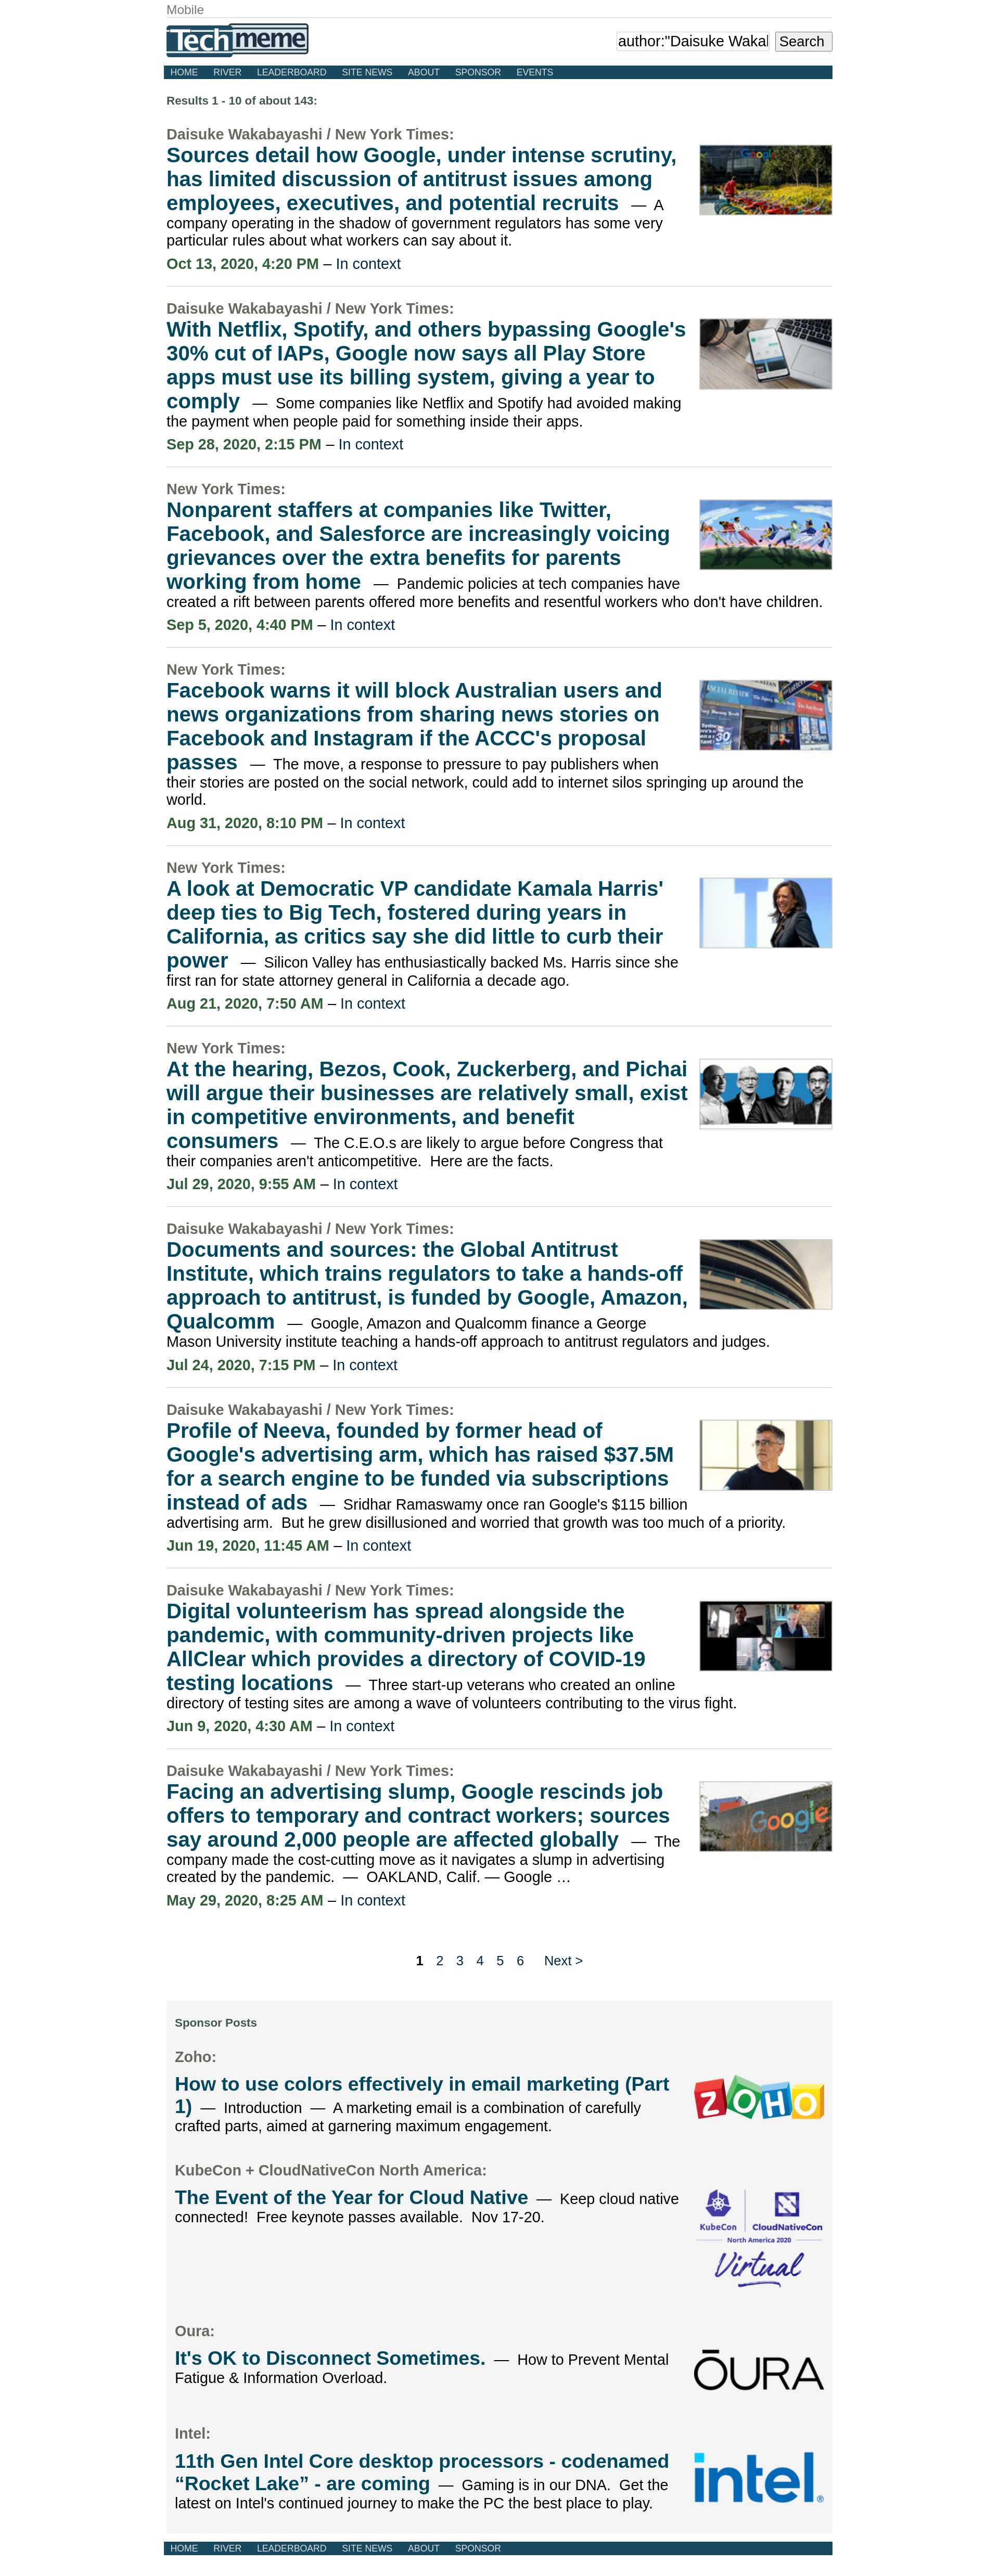 Mobile
Techmeme
author:"Daisuke Wakal
Search
HOME RIVER LEADERBOARD SITE NEWS ABOUT SPONSOR EVENTS
Results 1 - 10 of about 143:
Daisuke Wakabayashi / New York Times:
Sources detail how Google, under intense scrutiny,
has limited discussion of antitrust issues among
employees, executives, and potential recruits — A
company operating in the shadow of government regulators has some very
particular rules about what workers can say about it.
Oct 13, 2020, 4:20 PM – In context
Daisuke Wakabayashi / New York Times:
With Netflix, Spotify, and others bypassing Google's
30% cut of IAPs, Google now says all Play Store
apps must use its billing system, giving a year to
comply — Some companies like Netflix and Spotify had avoided making
the payment when people paid for something inside their apps.
Sep 28, 2020, 2:15 PM – In context
New York Times:
Nonparent staffers at companies like Twitter,
Facebook, and Salesforce are increasingly voicing
grievances over the extra benefits for parents
working from home — Pandemic policies at tech companies have
created a rift between parents offered more benefits and resentful workers who don't have children.
Sep 5, 2020, 4:40 PM – In context
New York Times:
Facebook warns it will block Australian users and
news organizations from sharing news stories on
Facebook and Instagram if the ACCC's proposal
passes — The move, a response to pressure to pay publishers when
their stories are posted on the social network, could add to internet silos springing up around the
world.
Aug 31, 2020, 8:10 PM – In context
New York Times:
A look at Democratic VP candidate Kamala Harris'
deep ties to Big Tech, fostered during years in
California, as critics say she did little to curb their
power — Silicon Valley has enthusiastically backed Ms. Harris since she
first ran for state attorney general in California a decade ago.
Aug 21, 2020, 7:50 AM – In context
New York Times:
At the hearing, Bezos, Cook, Zuckerberg, and Pichai
will argue their businesses are relatively small, exist
in competitive environments, and benefit
consumers — The C.E.O.s are likely to argue before Congress that
their companies aren't anticompetitive. Here are the facts.
Jul 29, 2020, 9:55 AM – In context
Daisuke Wakabayashi / New York Times:
Documents and sources: the Global Antitrust
Institute, which trains regulators to take a hands-off
approach to antitrust, is funded by Google, Amazon,
Qualcomm — Google, Amazon and Qualcomm finance a George
Mason University institute teaching a hands-off approach to antitrust regulators and judges.
Jul 24, 2020, 7:15 PM – In context
Daisuke Wakabayashi / New York Times:
Profile of Neeva, founded by former head of
Google's advertising arm, which has raised $37.5M
for a search engine to be funded via subscriptions
instead of ads — Sridhar Ramaswamy once ran Google's $115 billion
advertising arm. But he grew disillusioned and worried that growth was too much of a priority.
Jun 19, 2020, 11:45 AM – In context
Daisuke Wakabayashi / New York Times:
Digital volunteerism has spread alongside the
pandemic, with community-driven projects like
AllClear which provides a directory of COVID-19
testing locations — Three start-up veterans who created an online
directory of testing sites are among a wave of volunteers contributing to the virus fight.
Jun 9, 2020, 4:30 AM – In context
Daisuke Wakabayashi / New York Times:
Facing an advertising slump, Google rescinds job
offers to temporary and contract workers; sources
say around 2,000 people are affected globally — The
company made the cost-cutting move as it navigates a slump in advertising
created by the pandemic. — OAKLAND, Calif. — Google …
Google
May 29, 2020, 8:25 AM – In context
1 2 3 4 5 6 Next >
Sponsor Posts
Zoho:
How to use colors effectively in email marketing (Part
1) — Introduction — A marketing email is a combination of carefully
crafted parts, aimed at garnering maximum engagement.
ZOHO
KubeCon + CloudNativeCon North America:
The Event of the Year for Cloud Native — Keep cloud native
connected! Free keynote passes available. Nov 17-20.
KubeCon CloudNativeCon
North America 2020
Virtual
Oura:
It's OK to Disconnect Sometimes. — How to Prevent Mental
Fatigue & Information Overload.
ŌURA
Intel:
11th Gen Intel Core desktop processors - codenamed
“Rocket Lake” - are coming — Gaming is in our DNA. Get the
latest on Intel's continued journey to make the PC the best place to play.
intel®
HOME RIVER LEADERBOARD SITE NEWS ABOUT SPONSOR